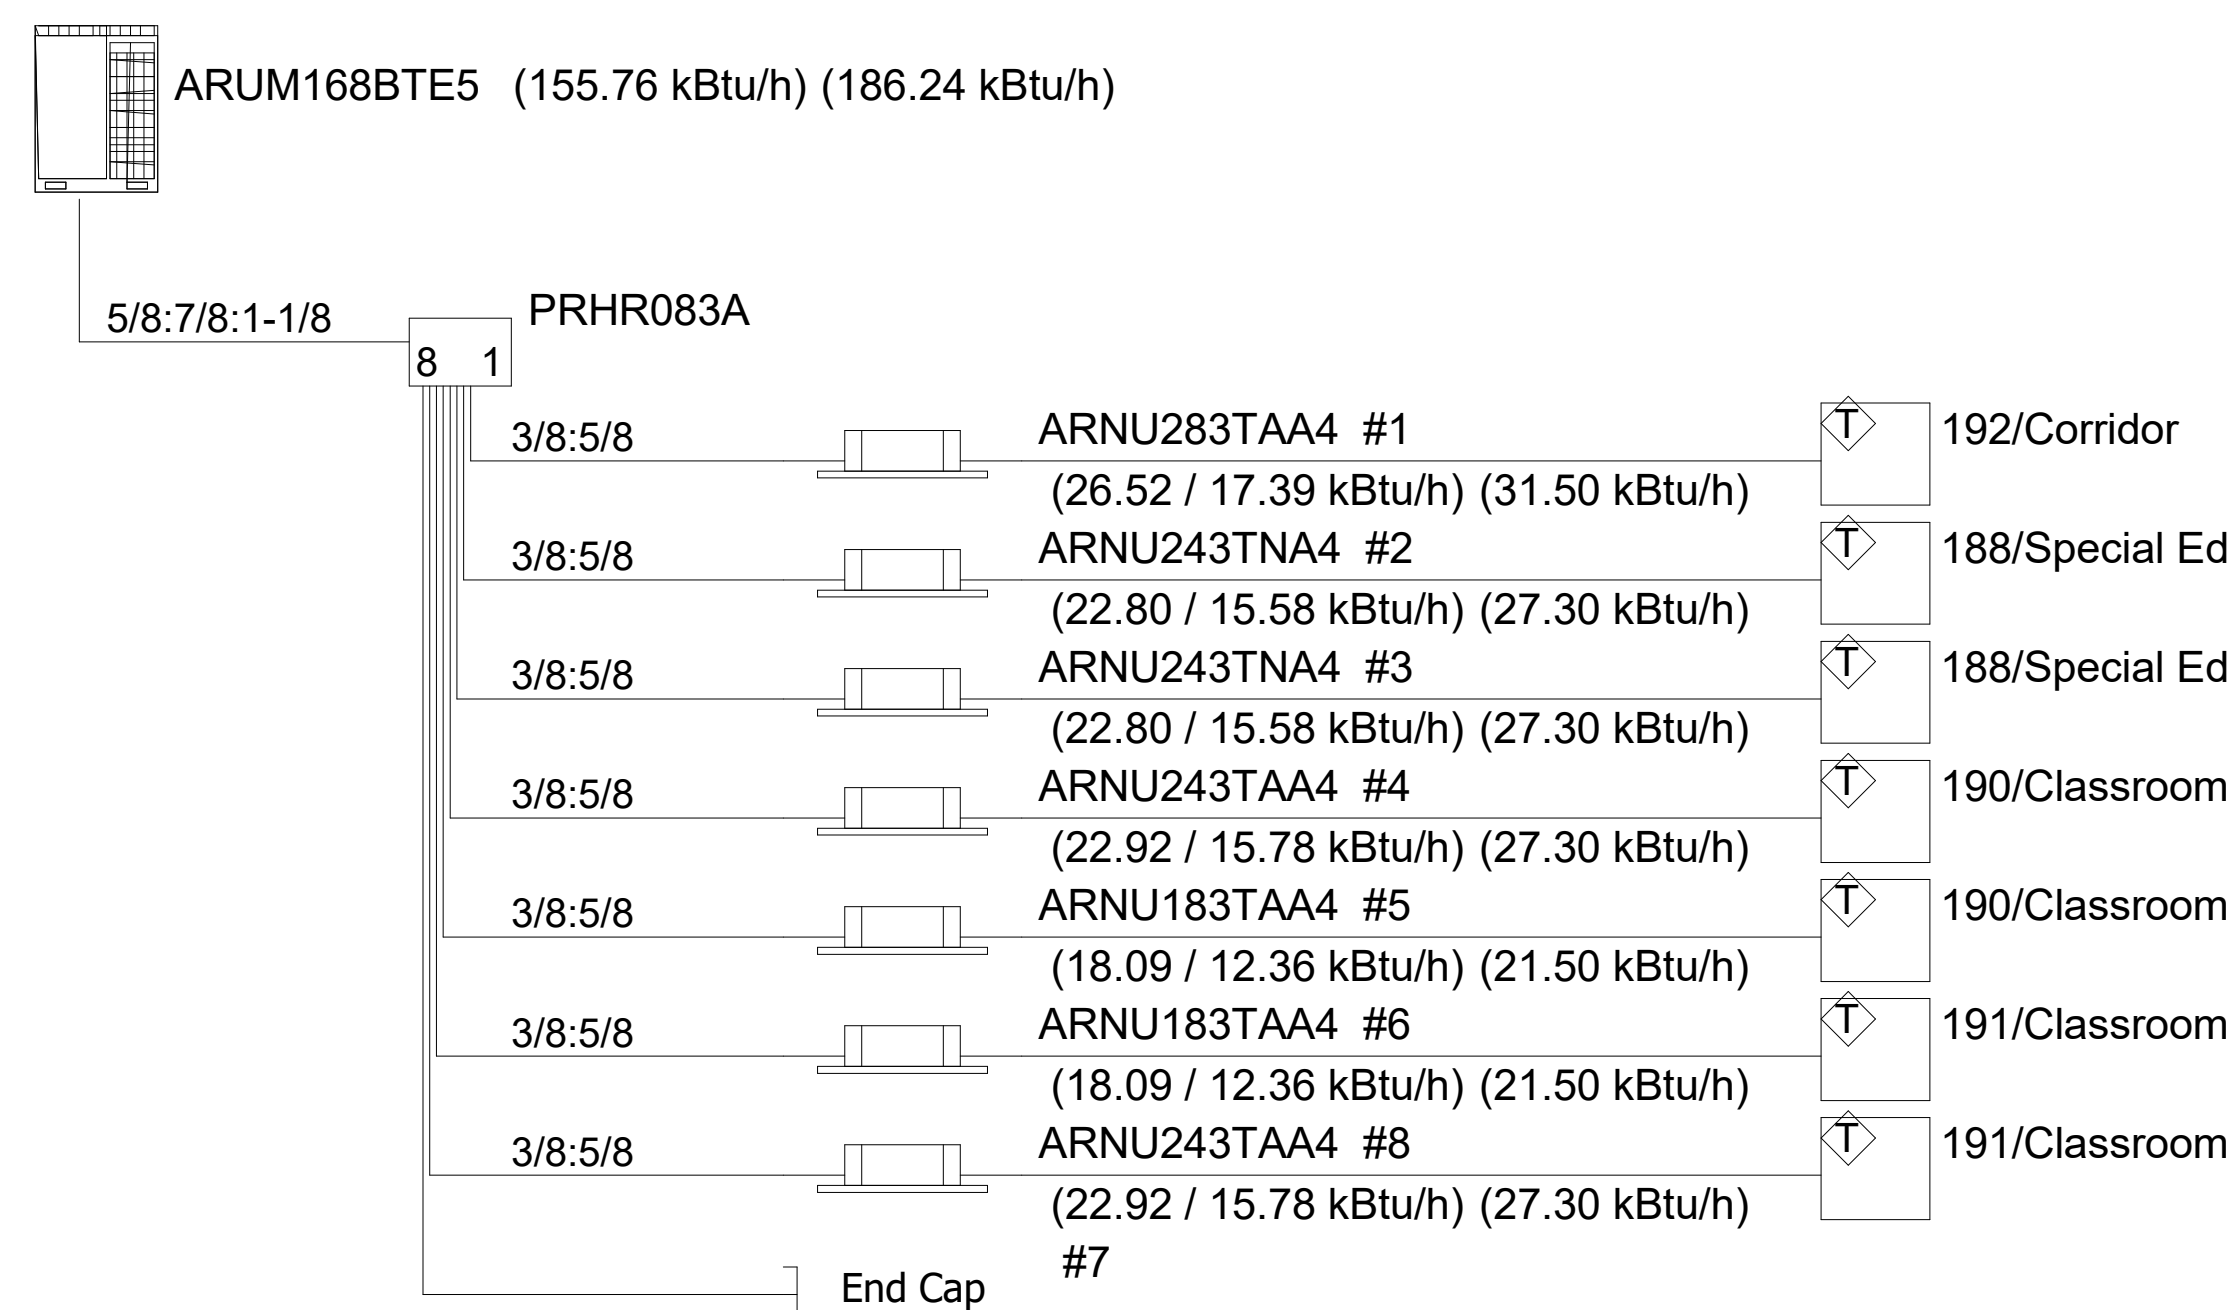 ARUM168BTE5 (155.76 kBtu/h) (186.24 kBtu/h)
5/8:7/8:1-1/8
PRHR083A
8 1
3/8:5/8 ARNU283TAA4 #1 T 192/Corridor
(26.52 / 17.39 kBtu/h) (31.50 kBtu/h)
3/8:5/8 ARNU243TNA4 #2 T 188/Special Ed
(22.80 / 15.58 kBtu/h) (27.30 kBtu/h)
3/8:5/8 ARNU243TNA4 #3 T 188/Special Ed
(22.80 / 15.58 kBtu/h) (27.30 kBtu/h)
3/8:5/8 ARNU243TAA4 #4 T 190/Classroom
(22.92 / 15.78 kBtu/h) (27.30 kBtu/h)
3/8:5/8 ARNU183TAA4 #5 T 190/Classroom
(18.09 / 12.36 kBtu/h) (21.50 kBtu/h)
3/8:5/8 ARNU183TAA4 #6 T 191/Classroom
(18.09 / 12.36 kBtu/h) (21.50 kBtu/h)
3/8:5/8 ARNU243TAA4 #8 T 191/Classroom
(22.92 / 15.78 kBtu/h) (27.30 kBtu/h)
#7
End Cap